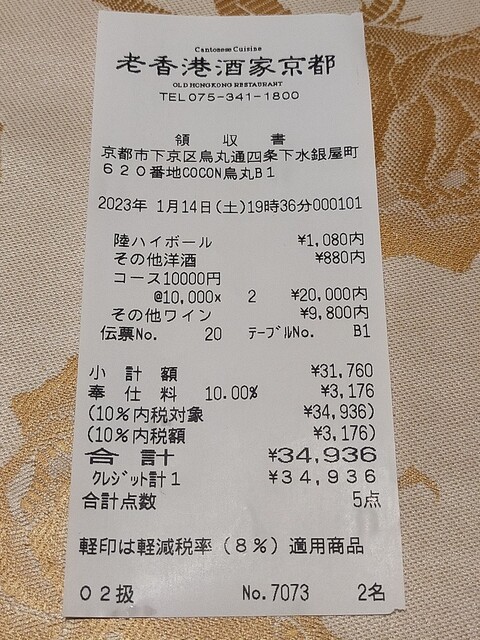 Cantonese Cuisine
老香港酒家京都
OLD HONGKONG RESTAURANT
TEL075-341-1800
領 収 書
京都市下京区烏丸通四条下水銀屋町
620番地COCON烏丸B1
2023年 1月14日(土)19時36分000101
陸ハイボール ¥1,080内
その他洋酒 ¥880内
コース10000円
@10,000x 2 ¥20,000内
その他ワイン ¥9,800内
伝票No. 20 テーブルNo. B1
小 計 額 ¥31,760
奉 仕 料 10.00% ¥3,176
(10%内税対象 ¥34,936)
(10%内税額 ¥3,176)
合計 ¥34,936
クレジット計1 ¥34,936
合計点数 5点
軽印は軽減税率(8%)適用商品
02扱 No.7073 2名